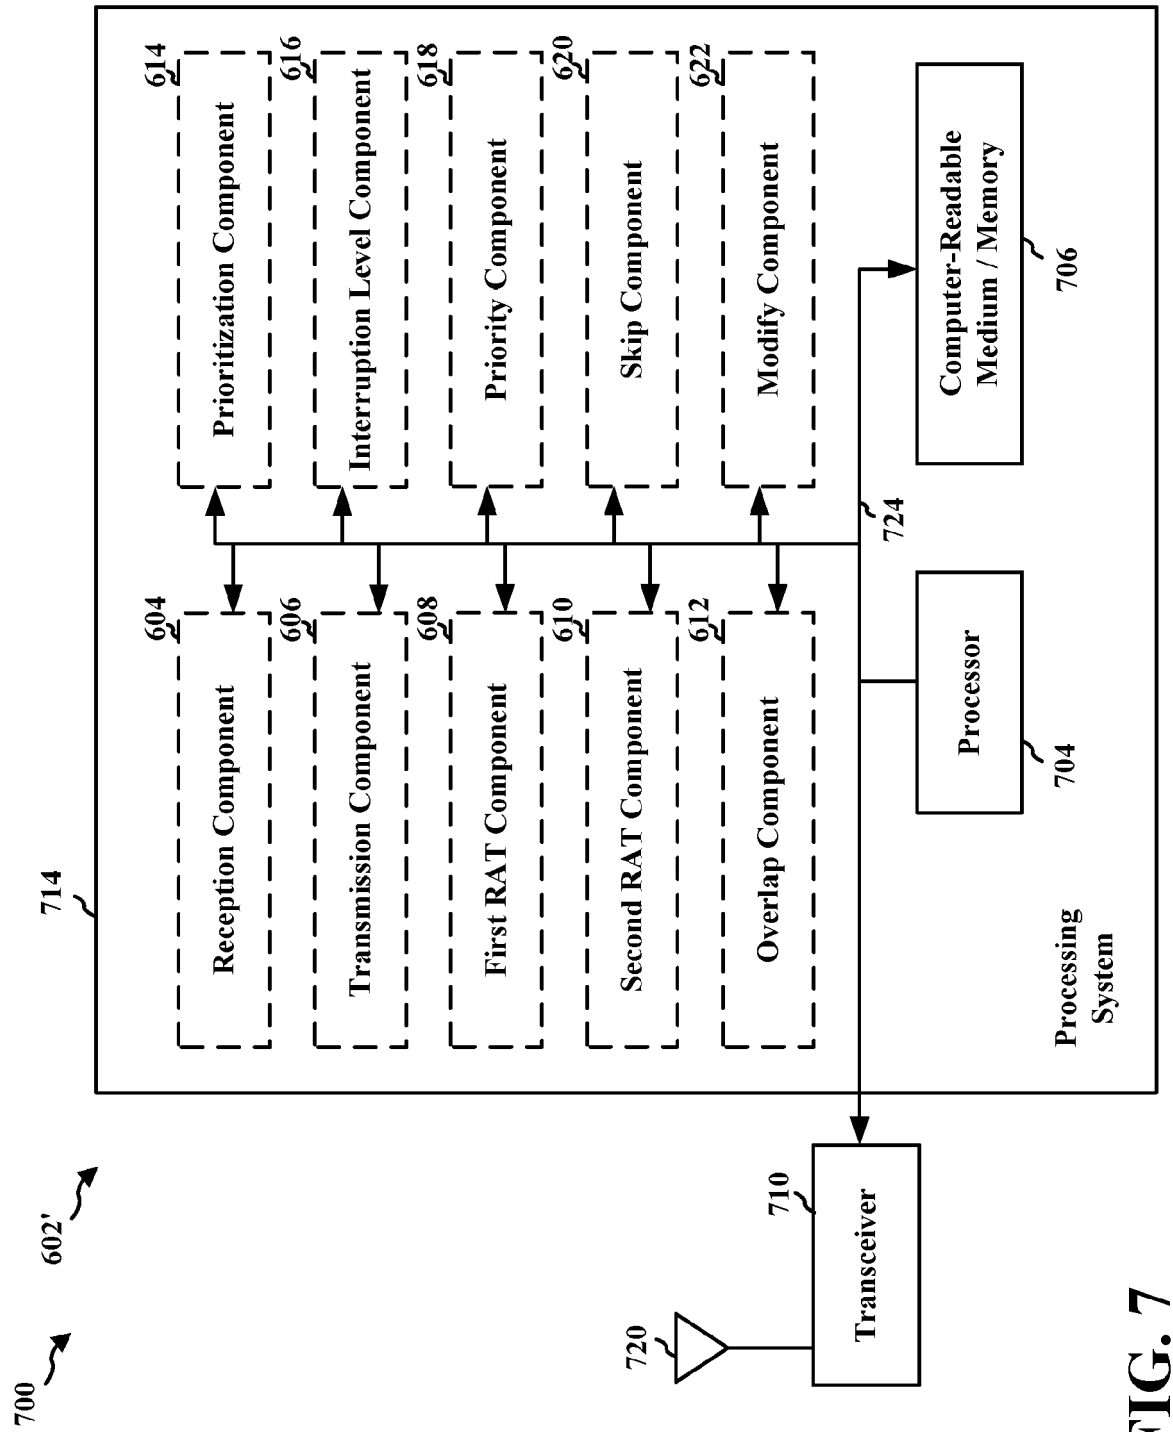 700
602'
714
Reception Component
604
Prioritization Component
614
Transmission Component
606
Interruption Level Component
616
First RAT Component
608
Priority Component
618
Second RAT Component
610
Skip Component
620
Overlap Component
612
Modify Component
622
720
710
Transceiver
724
Processor
704
Computer-Readable
Medium / Memory
706
Processing
System
FIG. 7